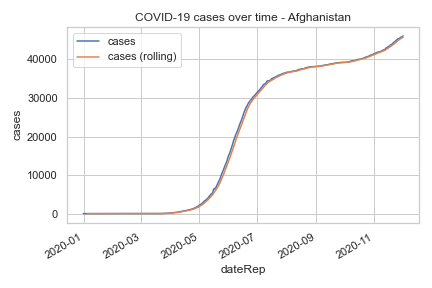 COVID-19 cases over time - Afghanistan
cases
cases (rolling)
40000
30000
20000
10000
0
cases
2020-01
2020-03
2020-05
2020-07
2020-09
2020-11
dateRep